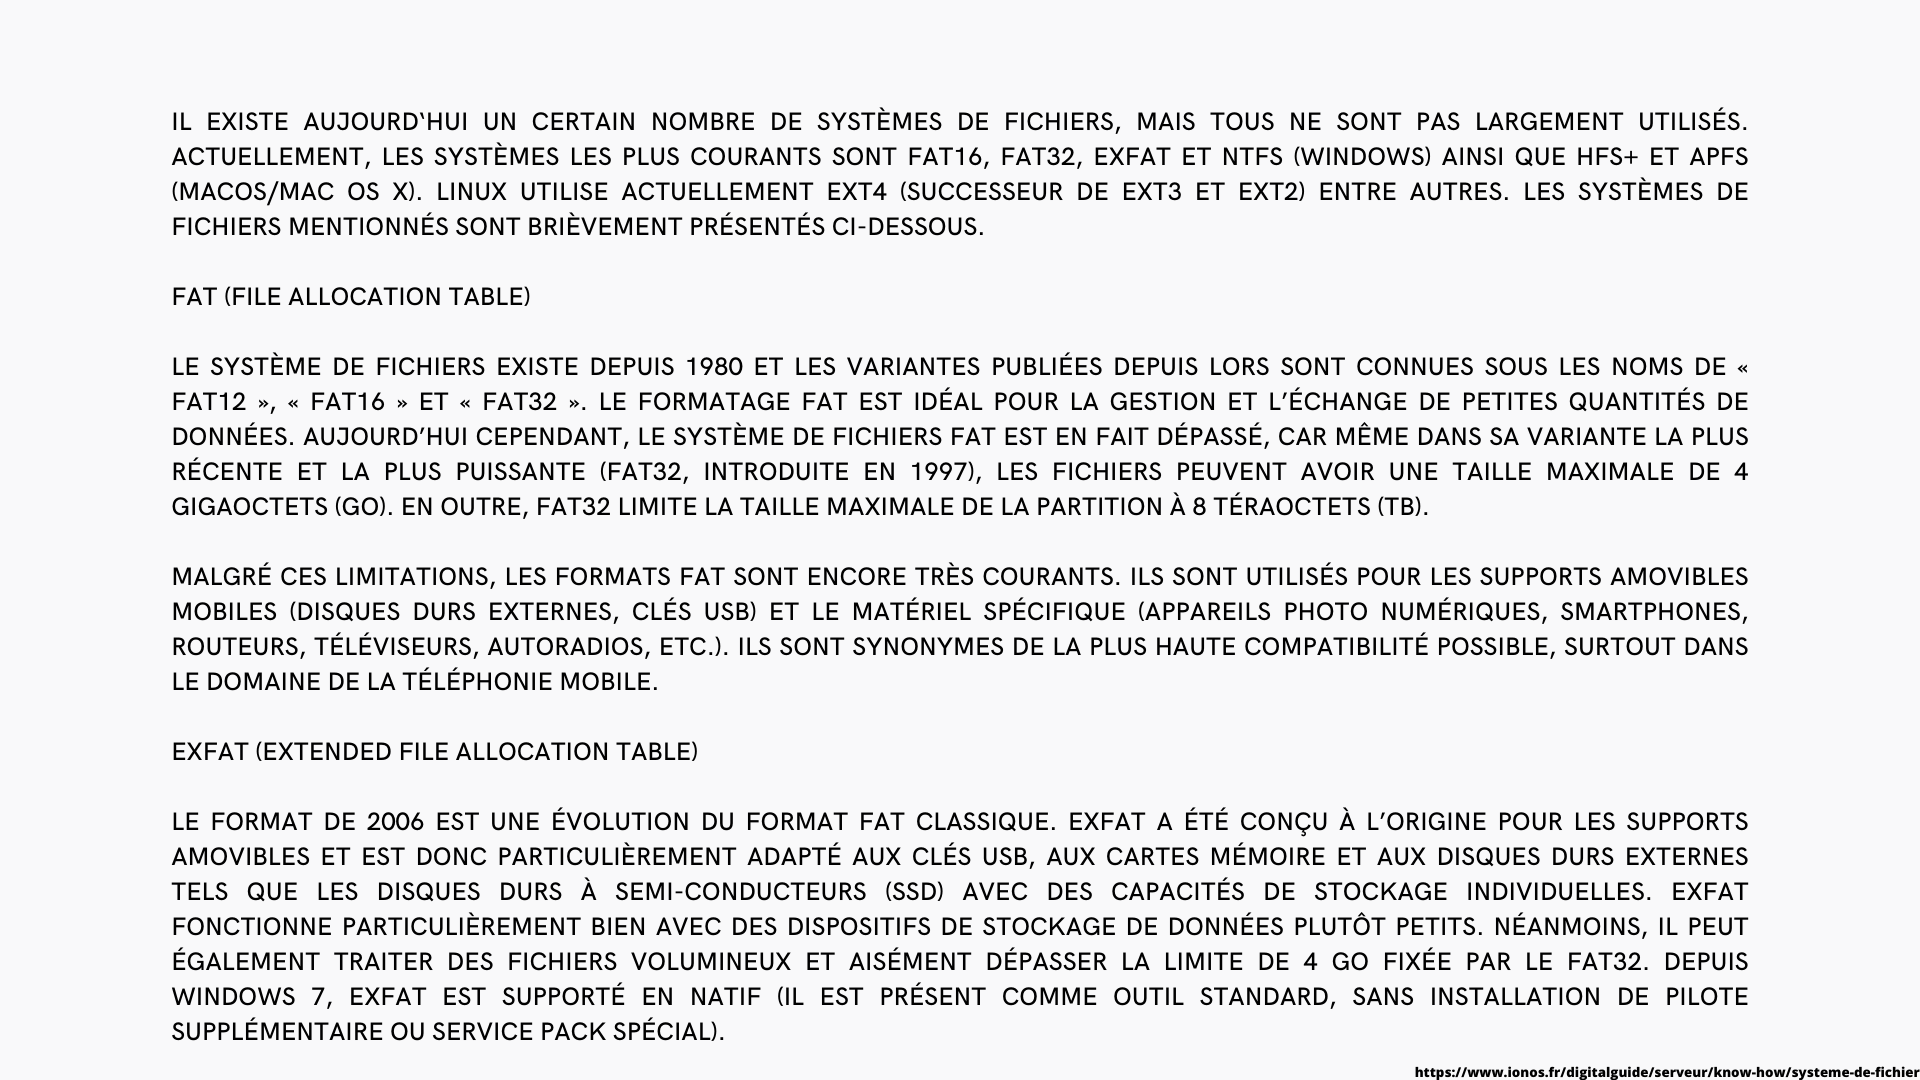 IL EXISTE AUJOURD‛HUI UN CERTAIN NOMBRE DE SYSTÈMES DE FICHIERS, MAIS TOUS NE SONT PAS LARGEMENT UTILISÉS.
ACTUELLEMENT, LES SYSTÈMES LES PLUS COURANTS SONT FAT16, FAT32, EXFAT ET NTFS (WINDOWS) AINSI QUE HFS+ ET APFS
(MACOS/MAC OS X). LINUX UTILISE ACTUELLEMENT EXT4 (SUCCESSEUR DE EXT3 ET EXT2) ENTRE AUTRES. LES SYSTÈMES DE
FICHIERS MENTIONNÉS SONT BRIÈVEMENT PRÉSENTÉS CI-DESSOUS.
FAT (FILE ALLOCATION TABLE)
LE SYSTÈME DE FICHIERS EXISTE DEPUIS 1980 ET LES VARIANTES PUBLIÉES DEPUIS LORS SONT CONNUES SOUS LES NOMS DE «
FAT12 », « FAT16 » ET « FAT32 ». LE FORMATAGE FAT EST IDÉAL POUR LA GESTION ET L’ÉCHANGE DE PETITES QUANTITÉS DE
DONNÉES. AUJOURD’HUI CEPENDANT, LE SYSTÈME DE FICHIERS FAT EST EN FAIT DÉPASSÉ, CAR MÊME DANS SA VARIANTE LA PLUS
RÉCENTE ET LA PLUS PUISSANTE (FAT32, INTRODUITE EN 1997), LES FICHIERS PEUVENT AVOIR UNE TAILLE MAXIMALE DE 4
GIGAOCTETS (GO). EN OUTRE, FAT32 LIMITE LA TAILLE MAXIMALE DE LA PARTITION À 8 TÉRAOCTETS (TB).
MALGRÉ CES LIMITATIONS, LES FORMATS FAT SONT ENCORE TRÈS COURANTS. ILS SONT UTILISÉS POUR LES SUPPORTS AMOVIBLES
MOBILES (DISQUES DURS EXTERNES, CLÉS USB) ET LE MATÉRIEL SPÉCIFIQUE (APPAREILS PHOTO NUMÉRIQUES, SMARTPHONES,
ROUTEURS, TÉLÉVISEURS, AUTORADIOS, ETC.). ILS SONT SYNONYMES DE LA PLUS HAUTE COMPATIBILITÉ POSSIBLE, SURTOUT DANS
LE DOMAINE DE LA TÉLÉPHONIE MOBILE.
EXFAT (EXTENDED FILE ALLOCATION TABLE)
LE FORMAT DE 2006 EST UNE ÉVOLUTION DU FORMAT FAT CLASSIQUE. EXFAT A ÉTÉ CONÇU À L’ORIGINE POUR LES SUPPORTS
AMOVIBLES ET EST DONC PARTICULIÈREMENT ADAPTÉ AUX CLÉS USB, AUX CARTES MÉMOIRE ET AUX DISQUES DURS EXTERNES
TELS QUE LES DISQUES DURS À SEMI-CONDUCTEURS (SSD) AVEC DES CAPACITÉS DE STOCKAGE INDIVIDUELLES. EXFAT
FONCTIONNE PARTICULIÈREMENT BIEN AVEC DES DISPOSITIFS DE STOCKAGE DE DONNÉES PLUTÔT PETITS. NÉANMOINS, IL PEUT
ÉGALEMENT TRAITER DES FICHIERS VOLUMINEUX ET AISÉMENT DÉPASSER LA LIMITE DE 4 GO FIXÉE PAR LE FAT32. DEPUIS
WINDOWS 7, EXFAT EST SUPPORTÉ EN NATIF (IL EST PRÉSENT COMME OUTIL STANDARD, SANS INSTALLATION DE PILOTE
SUPPLÉMENTAIRE OU SERVICE PACK SPÉCIAL).
https://www.ionos.fr/digitalguide/serveur/know-how/systeme-de-fichier